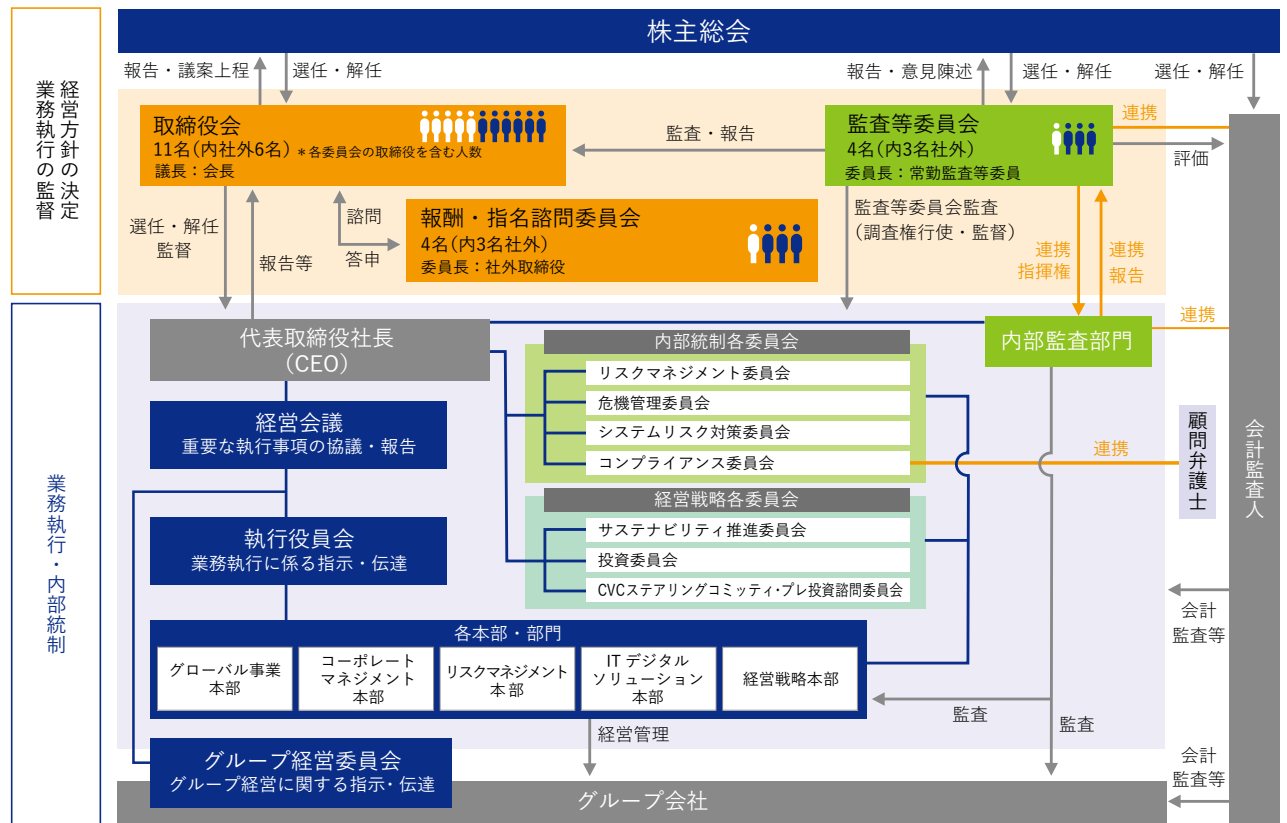 株主総会
経営方針の決定
業務執行の監督
報告・議案上程
選任・解任
報告・意見陳述
選任・解任
選任・解任
取締役会
11名(内社外6名) *各委員会の取締役を含む人数
議長：会長
監査・報告
監査等委員会
4名(内3名社外)
委員長：常勤監査等委員
連携
評価
選任・解任
監督
報告等
諮問
答申
報酬・指名諮問委員会
4名(内3名社外)
委員長：社外取締役
監査等委員会監査
(調査権行使・監督)
連携
指揮権
連携
報告
業務執行・内部統制
代表取締役社長
(CEO)
内部統制各委員会
リスクマネジメント委員会
危機管理委員会
システムリスク対策委員会
コンプライアンス委員会
内部監査部門
連携
連携
顧問弁護士
会計監査人
経営会議
重要な執行事項の協議・報告
経営戦略各委員会
サステナビリティ推進委員会
投資委員会
CVCステアリングコミッティ・プレ投資諮問委員会
執行役員会
業務執行に係る指示・伝達
会計
監査等
各本部・部門
グローバル事業
本部
コーポレート
マネジメント
本部
リスクマネジメント
本部
IT デジタル
ソリューション
本部
経営戦略本部
監査
監査
経営管理
グループ経営委員会
グループ経営に関する指示・伝達
会計
監査等
グループ会社